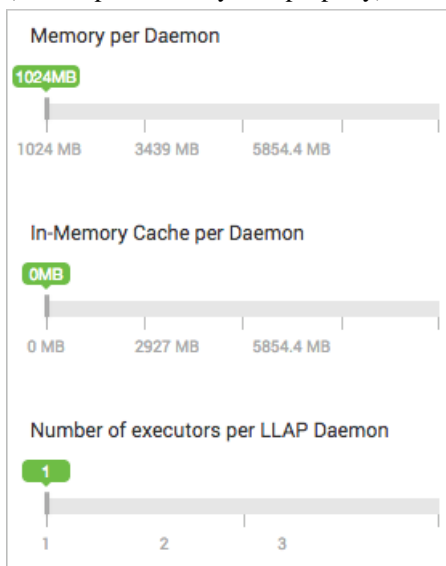 Memory per Daemon
1024MB
1024 MB 3439 MB 5854.4 MB
In-Memory Cache per Daemon
0MB
0 MB 2927 MB 5854.4 MB
Number of executors per LLAP Daemon
1
1 2 3